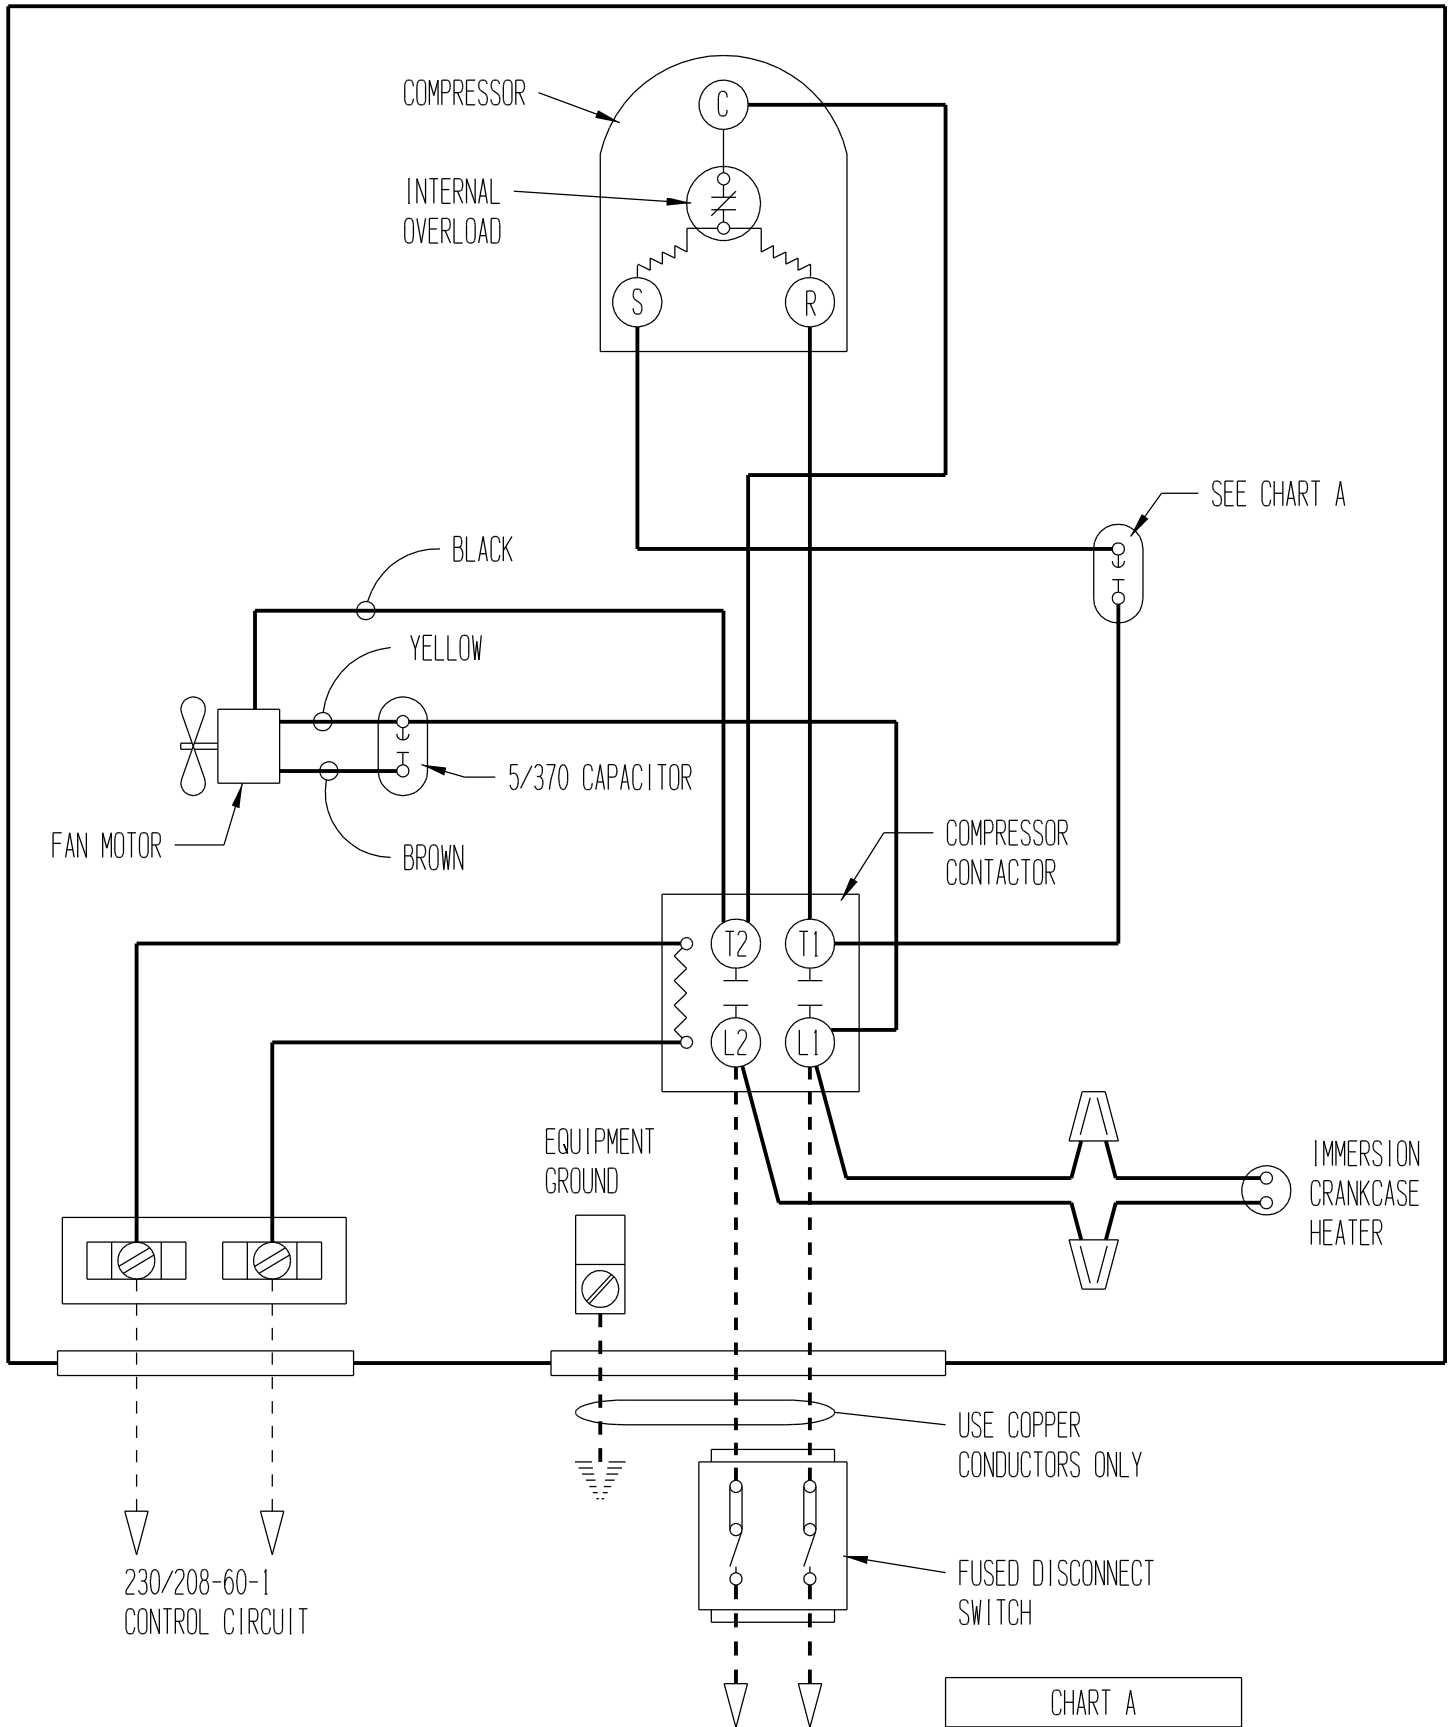 COMPRESSOR
C
INTERNAL
OVERLOAD
S
R
SEE CHART A
BLACK
YELLOW
5/370 CAPACITOR
FAN MOTOR
BROWN
COMPRESSOR
CONTACTOR
T2
T1
L2
L1
EQUIPMENT
GROUND
IMMERSION
CRANKCASE
HEATER
USE COPPER
CONDUCTORS ONLY
230/208-60-1
CONTROL CIRCUIT
FUSED DISCONNECT
SWITCH
CHART A